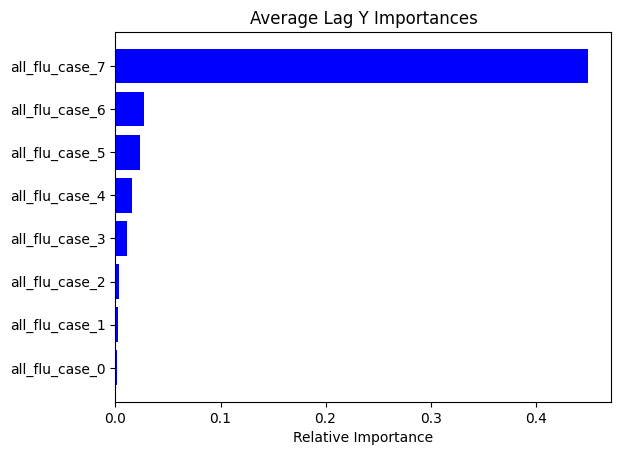 Average Lag Y Importances
all_flu_case_7
all_flu_case_6
all_flu_case_5
all_flu_case_4
all_flu_case_3
all_flu_case_2
all_flu_case_1
all_flu_case_0
0.0 0.1 0.2 0.3 0.4
Relative Importance